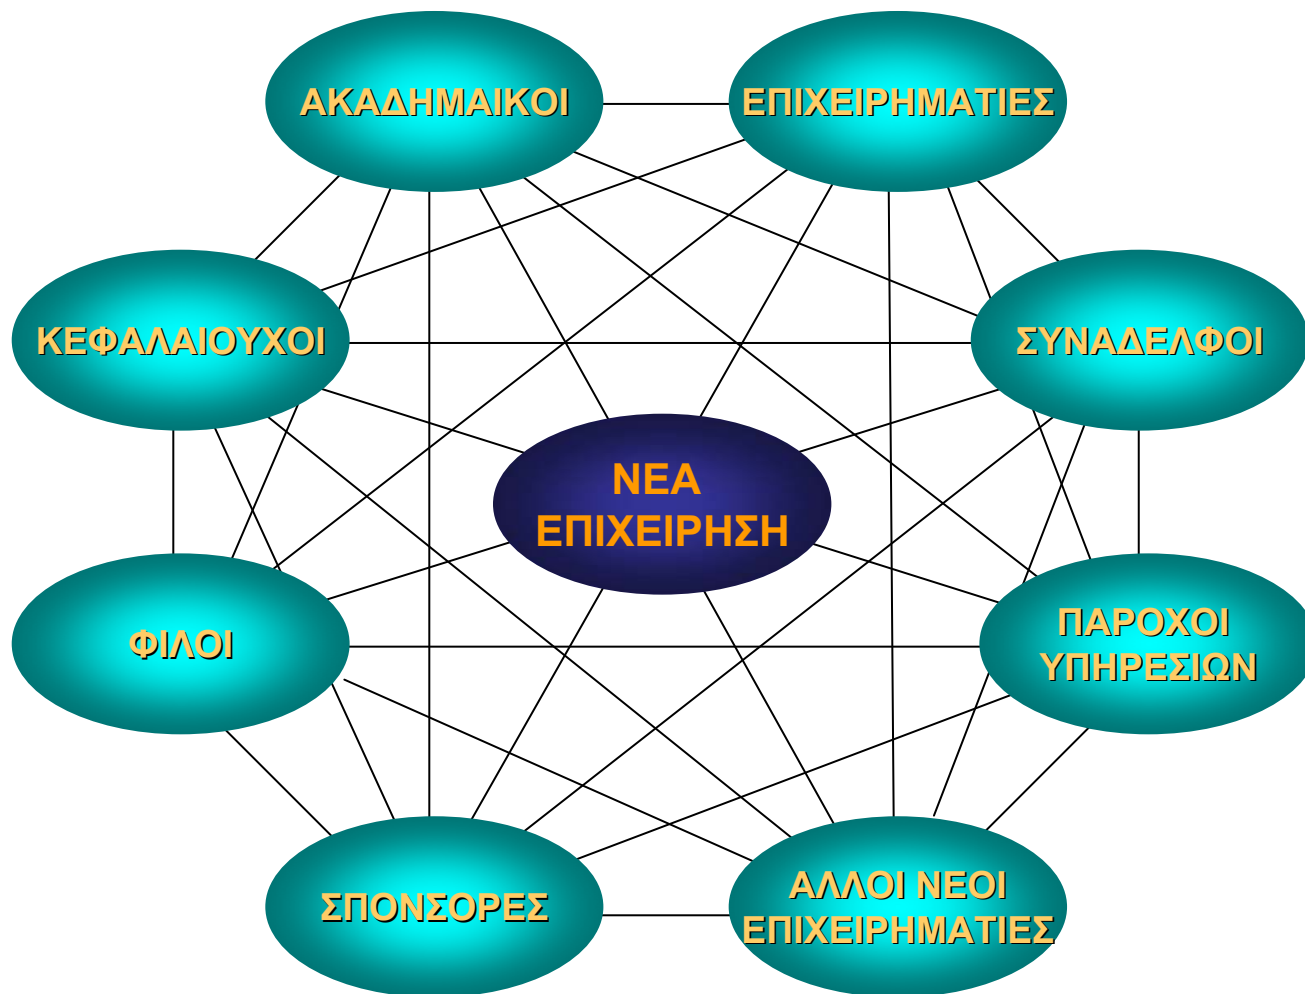 ΑΚΑΔΗΜΑΙΚΟΙ
ΕΠΙΧΕΙΡΗΜΑΤΙΕΣ
ΚΕΦΑΛΑΙΟΥΧΟΙ
ΣΥΝΑΔΕΛΦΟΙ
ΝΕΑ
ΕΠΙΧΕΙΡΗΣΗ
ΦΙΛΟΙ
ΠΑΡΟΧΟΙ
ΥΠΗΡΕΣΙΩΝ
ΣΠΟΝΣΟΡΕΣ
ΑΛΛΟΙ ΝΕΟΙ
ΕΠΙΧΕΙΡΗΜΑΤΙΕΣ